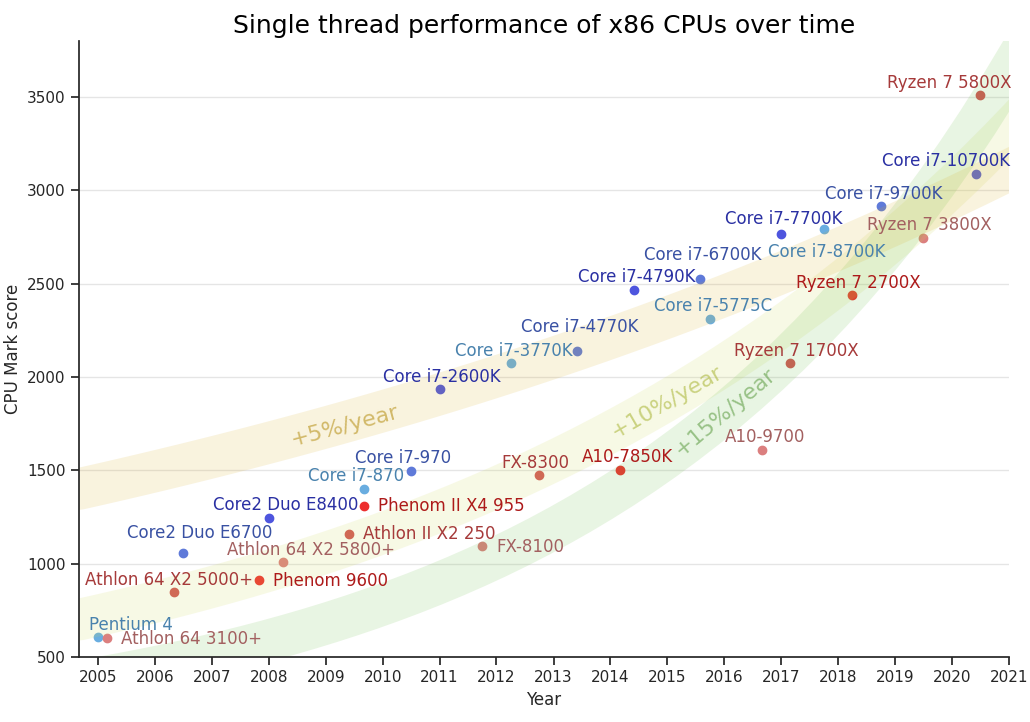 Single thread performance of x86 CPUs over time
CPU Mark score
3500
3000
2500
2000
1500
1000
500
Ryzen 7 5800X
Core i7-10700K
Core i7-9700K
Core i7-7700K
Ryzen 7 3800X
Core i7-6700K
Core i7-8700K
Core i7-4790K
Ryzen 7 2700X
Core i7-5775C
Core i7-4770K
Core i7-3770K
Ryzen 7 1700X
Core i7-2600K
+5%/year
+10%/year
+15%/year
A10-9700
Core i7-970
A10-7850K
FX-8300
Core i7-870
Core2 Duo E8400
Phenom II X4 955
Core2 Duo E6700
Athlon II X2 250
Athlon 64 X2 5800+
FX-8100
Athlon 64 X2 5000+
Phenom 9600
Pentium 4
Athlon 64 3100+
2005 2006 2007 2008 2009 2010 2011 2012 2013 2014 2015 2016 2017 2018 2019 2020 2021
Year